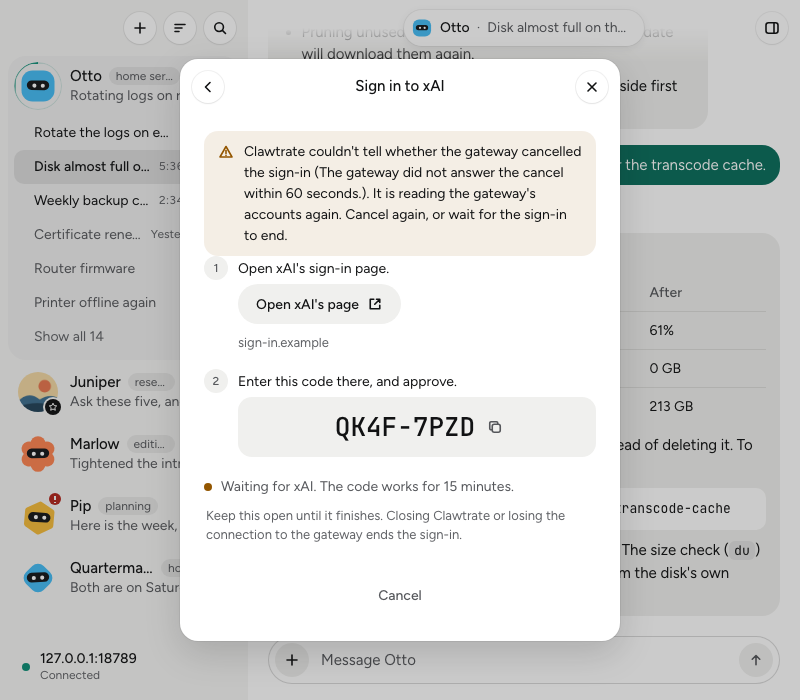 Otto · Disk almost full on th...
Otto home ser...
Rotating logs on r
Rotate the logs on e...
Disk almost full o... 5:36
Weekly backup c... 2:34
Certificate rene... Yeste
Router firmware
Printer offline again
Show all 14
Juniper rese...
Ask these five, an
Marlow editi...
Tightened the intr
Pip planning
Here is the week,
Quarterma... ho
Both are on Satur
127.0.0.1:18789
Connected
Pruning unused
date
will download them again.
side first
the transcode cache.
After
61%
0 GB
213 GB
ead of deleting it. To
transcode-cache
The size check ( du )
m the disk's own
Message Otto
Sign in to xAI
Clawtrate couldn't tell whether the gateway cancelled
the sign-in (The gateway did not answer the cancel
within 60 seconds.). It is reading the gateway's
accounts again. Cancel again, or wait for the sign-in
to end.
1 Open xAI's sign-in page.
Open xAI's page
sign-in.example
2 Enter this code there, and approve.
QK4F-7PZD
Waiting for xAI. The code works for 15 minutes.
Keep this open until it finishes. Closing Clawtrate or losing the
connection to the gateway ends the sign-in.
Cancel